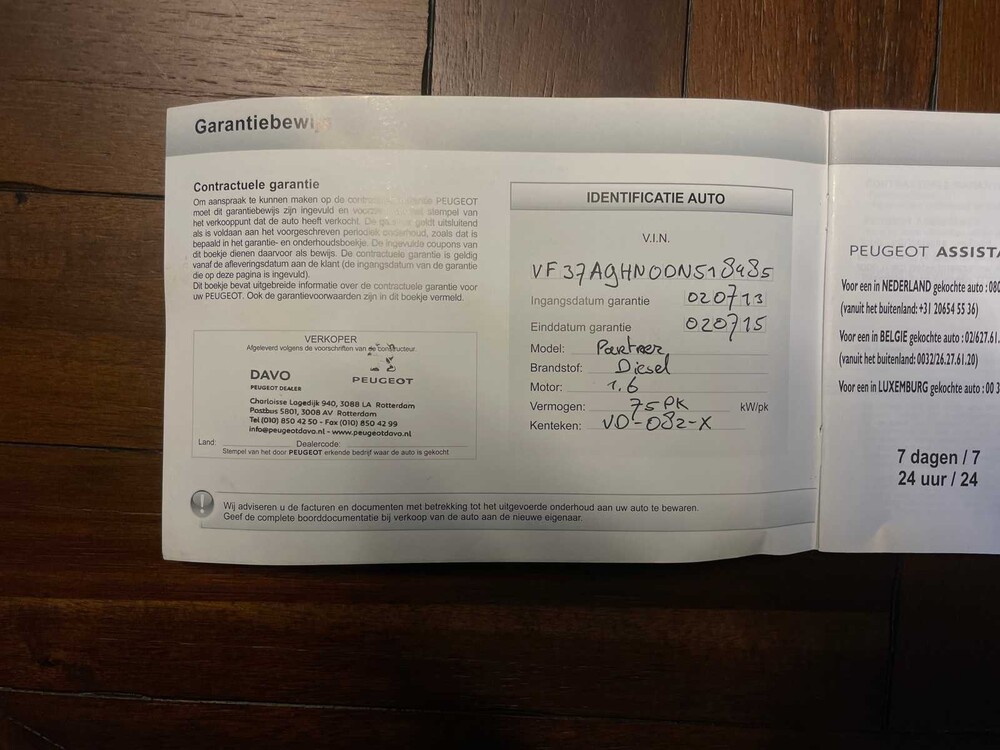 Garantiebewijs
Contractuele garantie
Om aanspraak te kunnen maken op de PEUGEOT
moet dit garantiebewijs zijn ingevuld en stempel van
het verkooppunt dat de auto heeft verkocht. De geldt uitsluitend
als is voldaan aan het voorgeschreven periodiek onderhoud, zoals dat is
bepaald in het garantie- en onderhoudsboekje. De ingevulde coupons van
dit boekje dienen daarvoor als bewijs. De contractuele garantie is geldig
vanaf de afleveringsdatum aan de klant (de ingangsdatum van de garantie
die op deze pagina is ingevuld).
Dit boekje bevat uitgebreide informatie over de contractuele garantie voor
uw PEUGEOT. Ook de garantievoorwaarden zijn in dit boekje vermeld.
VERKOPER
Afgeleverd volgens de voorschriften van de constructeur.
DAVO
PEUGEOT DEALER
PEUGEOT
Charloisse Lagedijk 940, 3088 LA Rotterdam
Postbus 5801, 3008 AV Rotterdam
Tel (010) 850 42 50 - Fax (010) 850 42 99
info@peugeotdavo.nl - www.peugeotdavo.nl
Land: Dealercode:
Stempel van het door PEUGEOT erkende bedrijf waar de auto is gekocht
IDENTIFICATIE AUTO
V.I.N.
VF37A9HN0DN518485
Ingangsdatum garantie 020713
Einddatum garantie 020715
Model: Partner
Brandstof: Diesel
Motor: 1,6
Vermogen: 75 PK kW/pk
Kenteken: VD-082-X
! Wij adviseren u de facturen en documenten met betrekking tot het uitgevoerde onderhoud aan uw auto te bewaren.
Geef de complete boorddocumentatie bij verkoop van de auto aan de nieuwe eigenaar.
PEUGEOT ASSISTA
Voor een in NEDERLAND gekochte auto : 080
(vanuit het buitenland: +31 20654 55 36)
Voor een in BELGIE gekochte auto : 02/627.61.
(vanuit het buitenland: 0032/26.27.61.20)
Voor een in LUXEMBURG gekochte auto : 00 3
7 dagen / 7
24 uur / 24